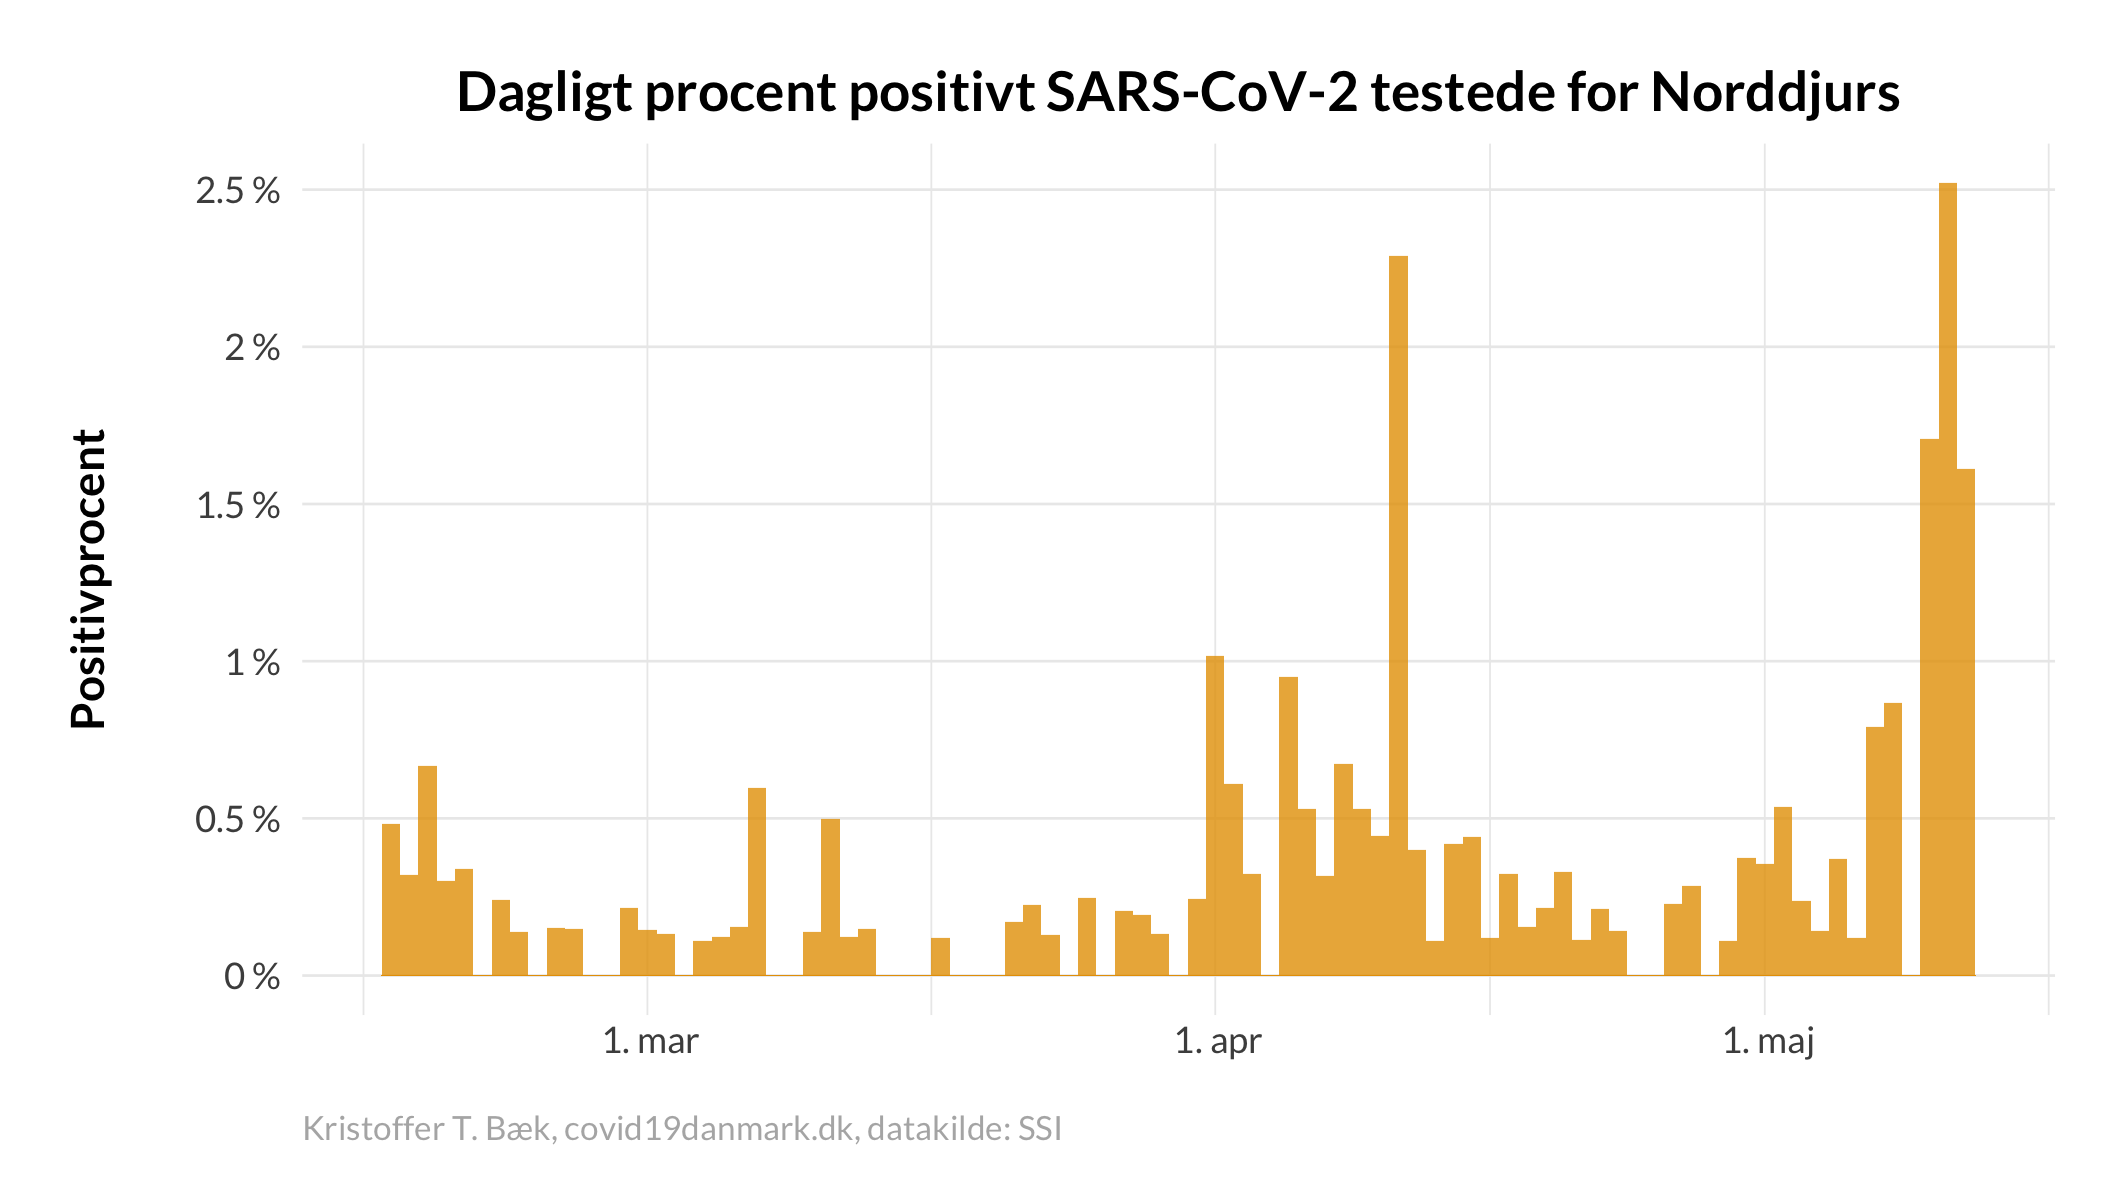 Dagligt procent positivt SARS-CoV-2 testede for Norddjurs
Positivprocent
2.5 %
2 %
1.5 %
1 %
0.5 %
0 %
1. mar
1. apr
1. maj
Kristoffer T. Bæk, covid19danmark.dk, datakilde: SSI